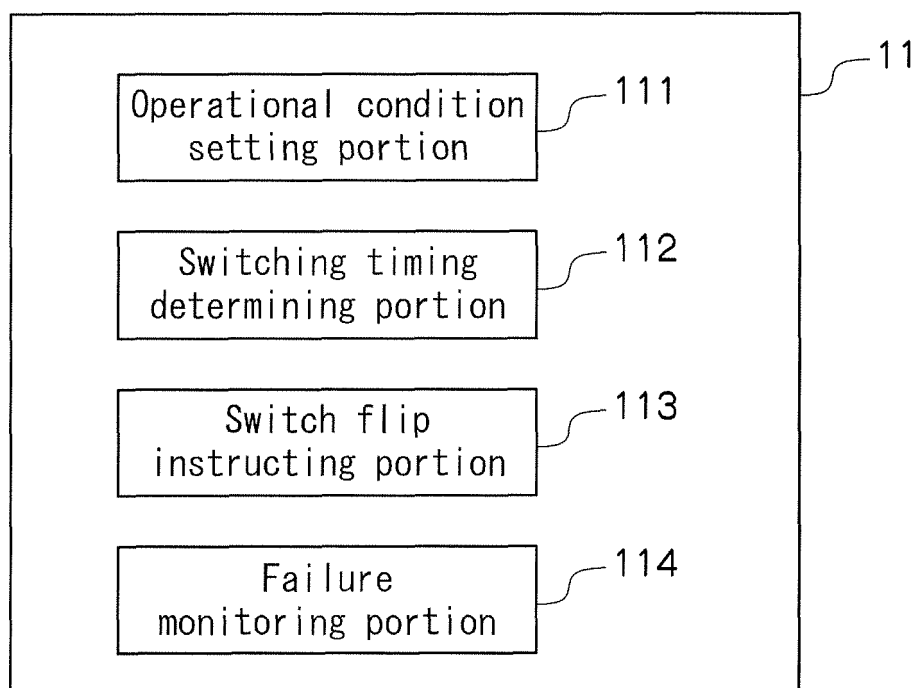 11
Operational condition
setting portion
111
Switching timing
determining portion
112
Switch flip
instructing portion
113
Failure
monitoring portion
114